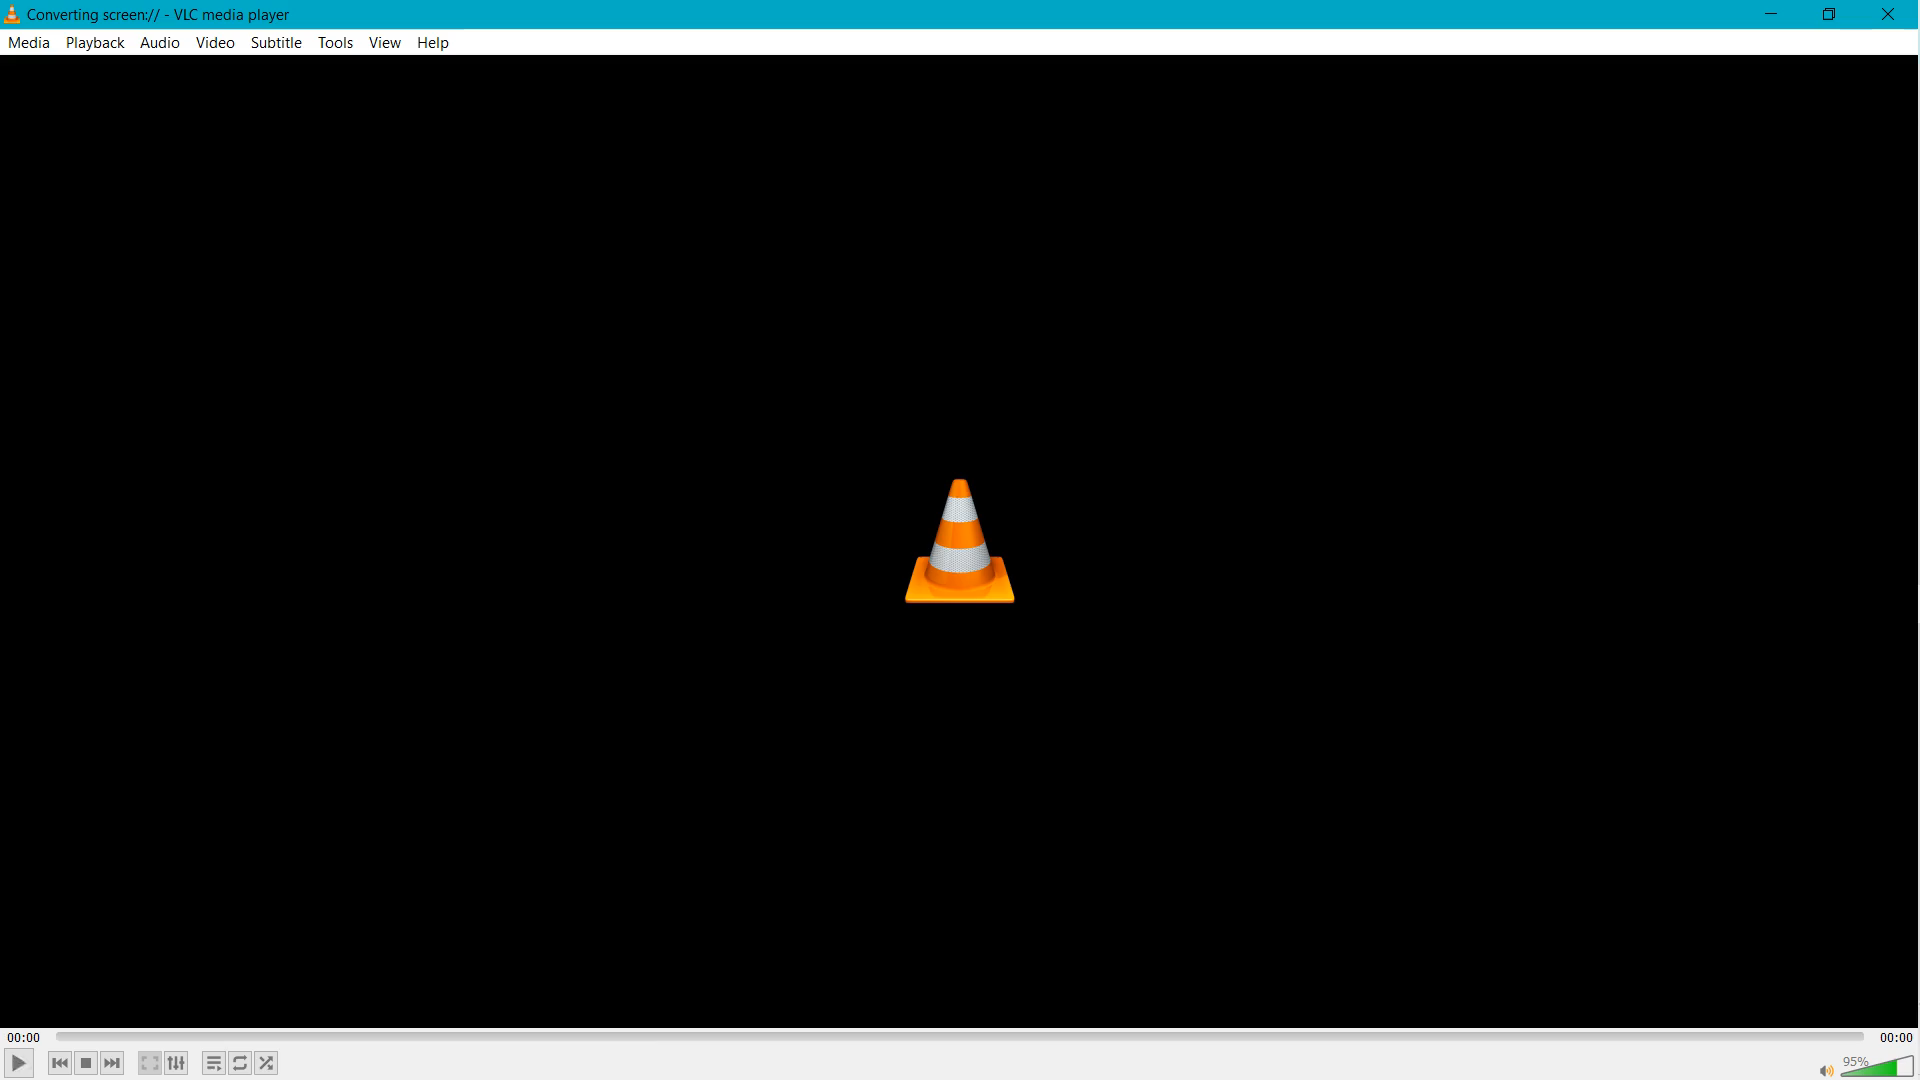 Converting screen:// - VLC media player
Media Playback Audio Video Subtitle Tools View Help
00:00 00:00
95%